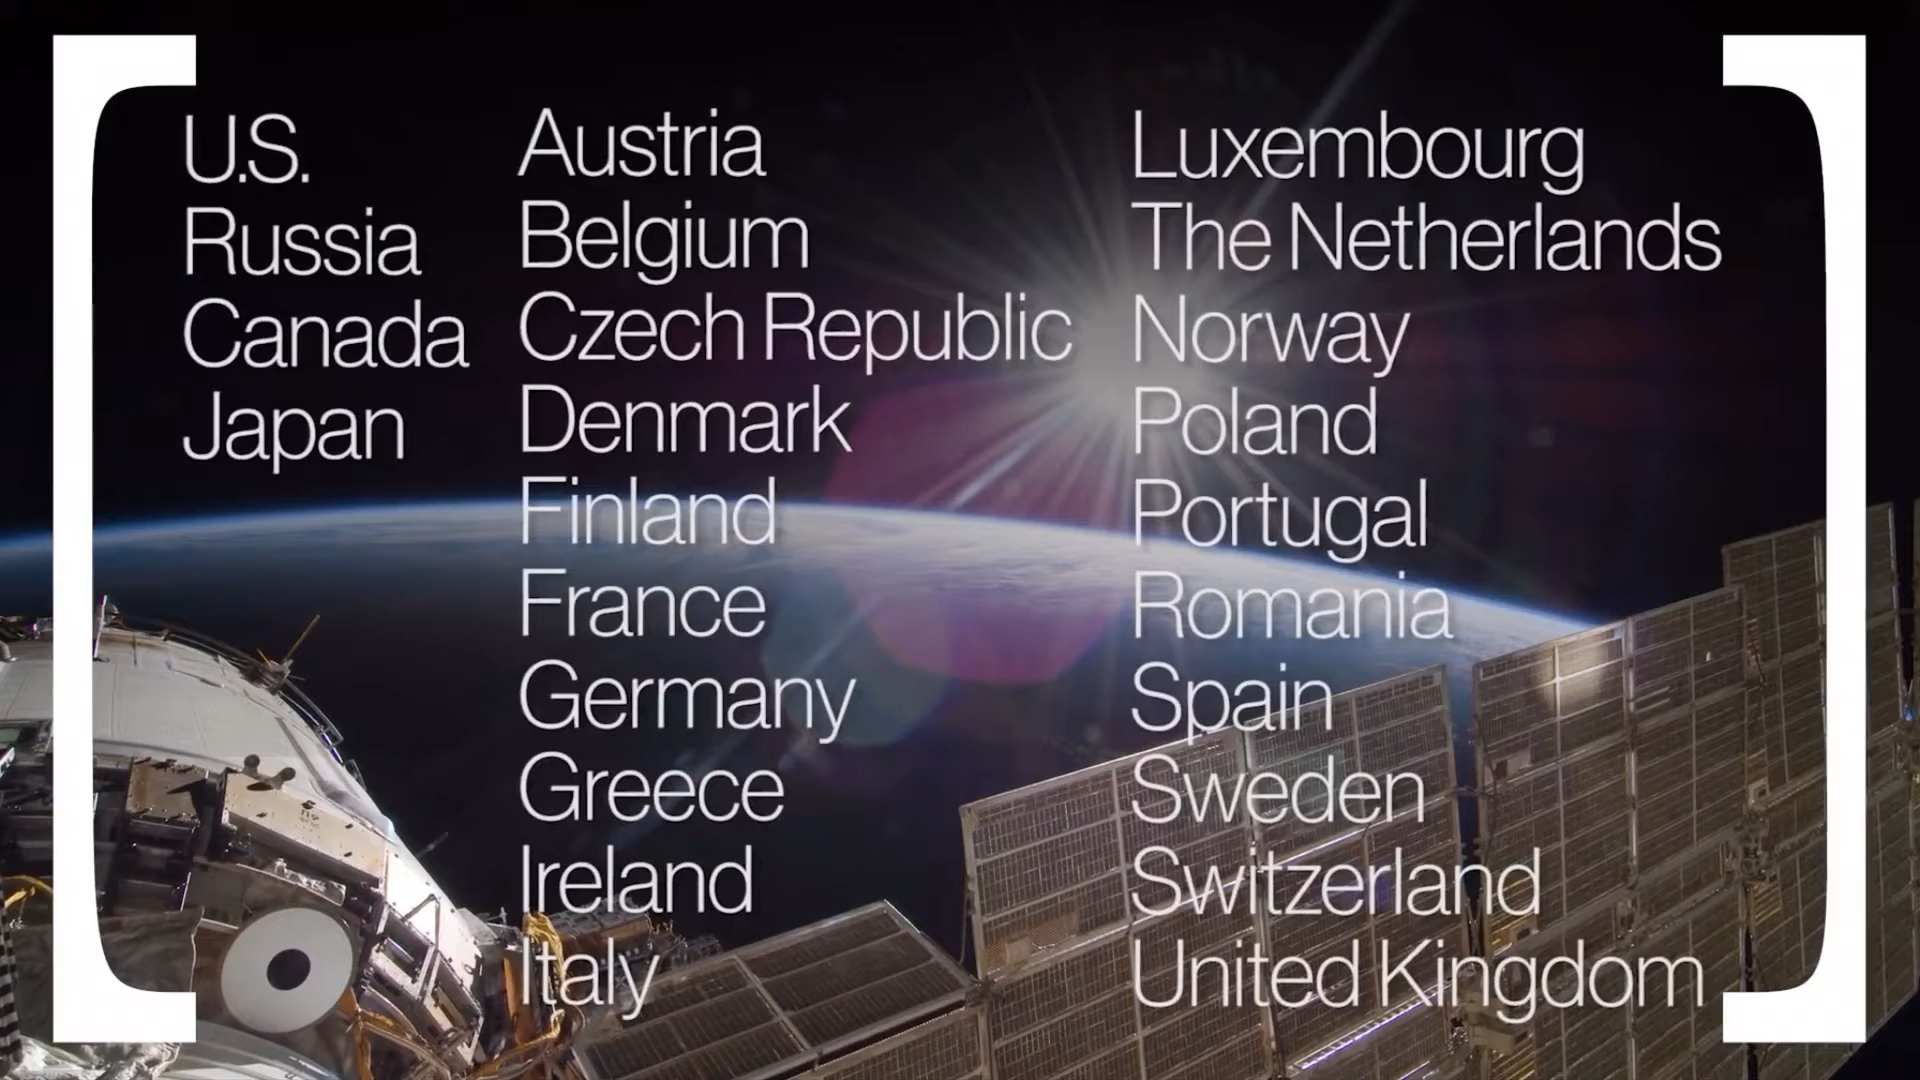 U.S.
Russia
Canada
Japan
Austria
Belgium
Czech Republic
Denmark
Finland
France
Germany
Greece
Ireland
Italy
Luxembourg
The Netherlands
Norway
Poland
Portugal
Romania
Spain
Sweden
Switzerland
United Kingdom